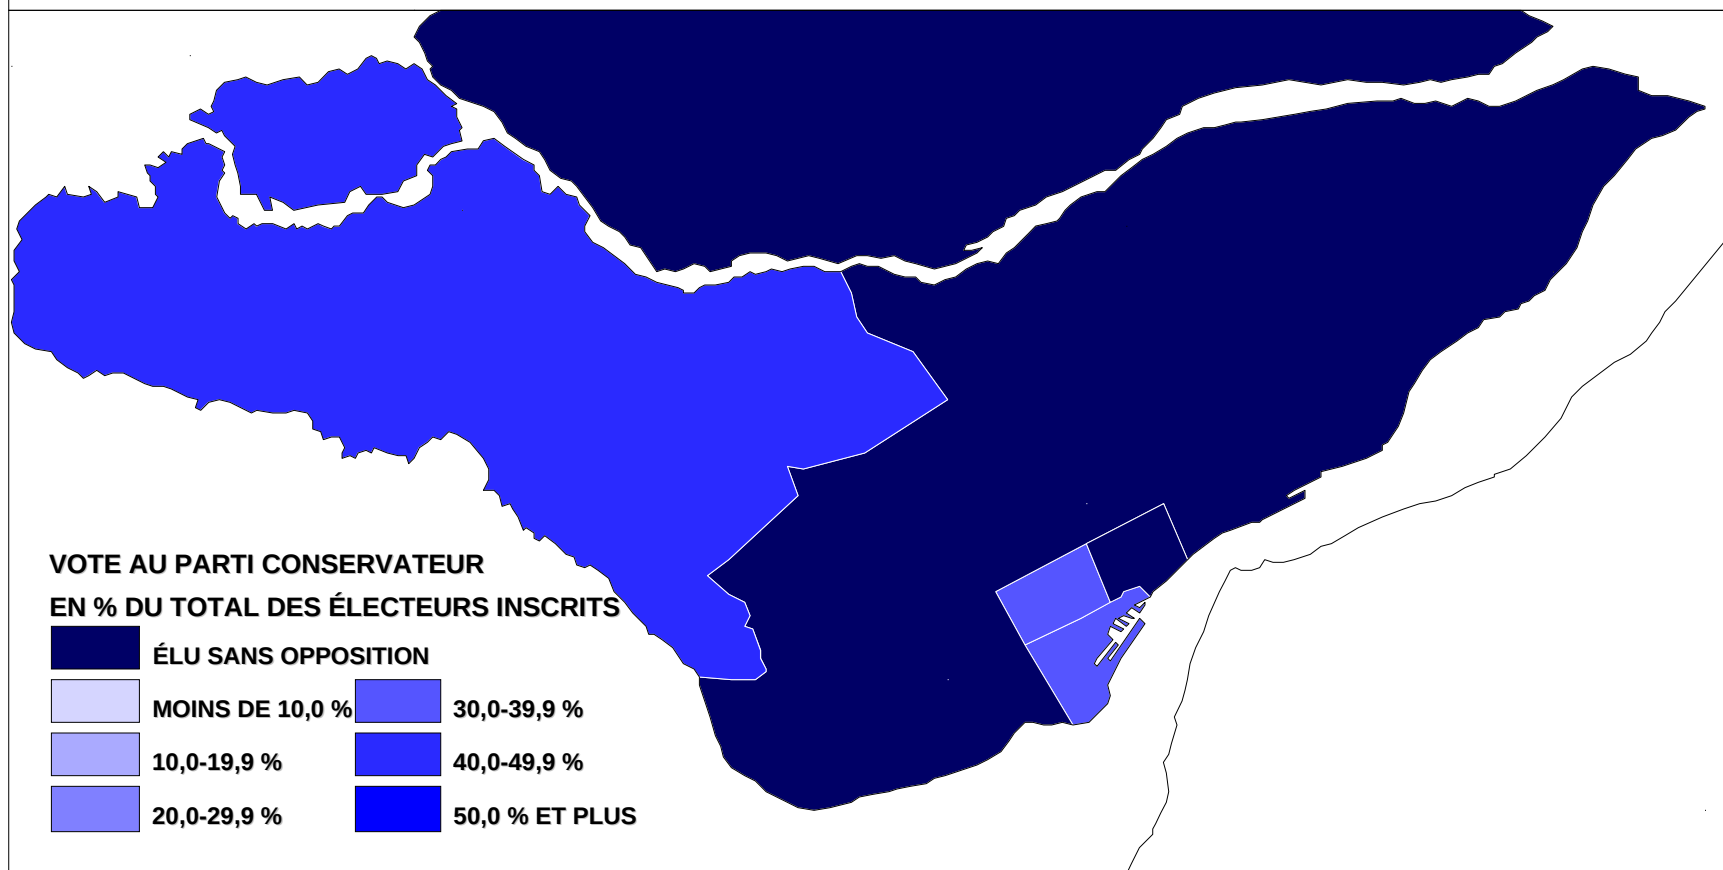 VOTE AU PARTI CONSERVATEUR
EN % DU TOTAL DES ÉLECTEURS INSCRITS
ÉLU SANS OPPOSITION
MOINS DE 10,0 %
10,0-19,9 %
20,0-29,9 %
30,0-39,9 %
40,0-49,9 %
50,0 % ET PLUS